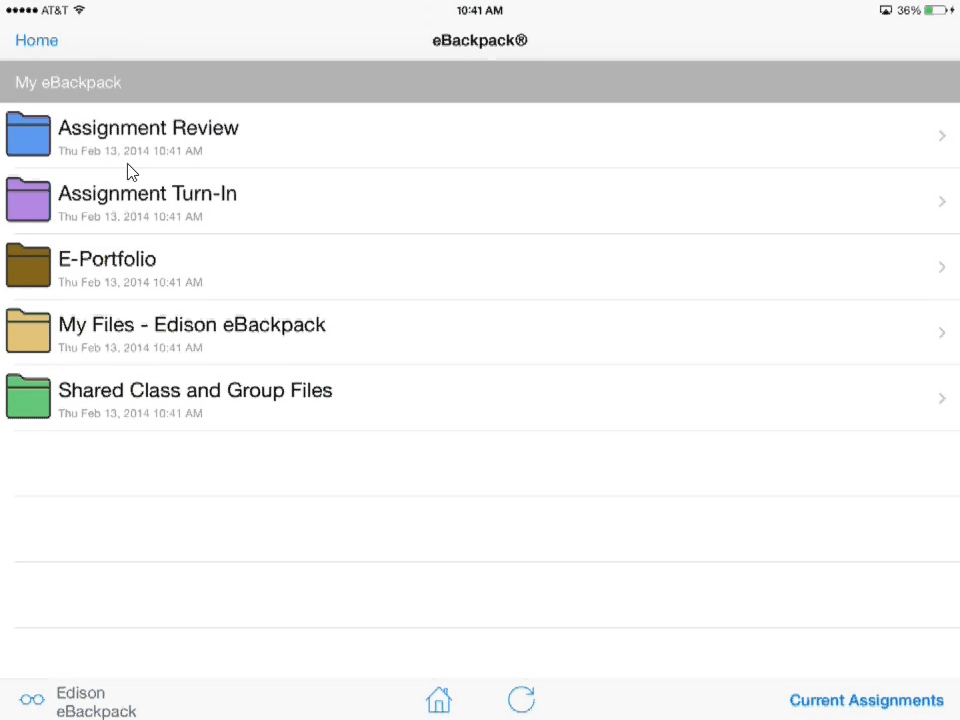 AT&T 10:41 AM 36%
Home eBackpack®
My eBackpack
Assignment Review
Thu Feb 13, 2014 10:41 AM
Assignment Turn-In
Thu Feb 13, 2014 10:41 AM
E-Portfolio
Thu Feb 13, 2014 10:41 AM
My Files - Edison eBackpack
Thu Feb 13, 2014 10:41 AM
Shared Class and Group Files
Thu Feb 13, 2014 10:41 AM
Edison
eBackpack
Current Assignments